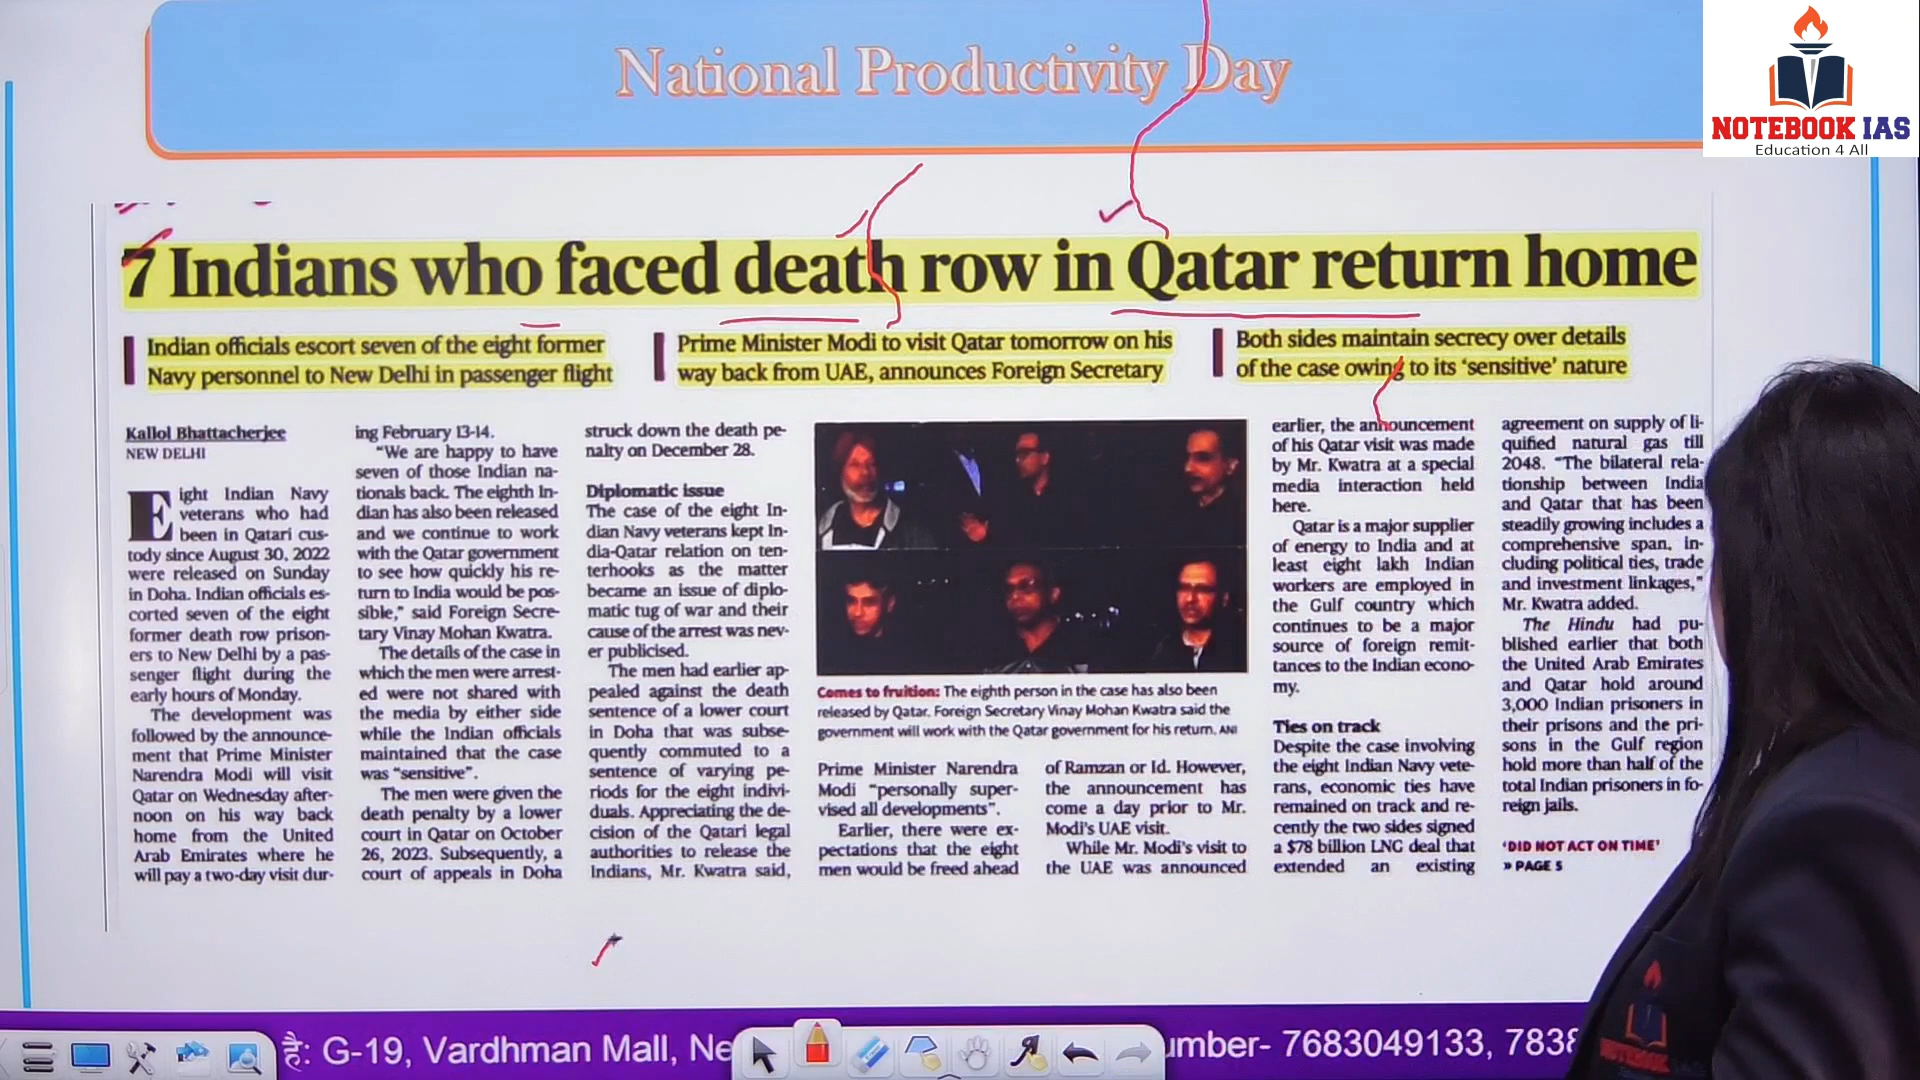 National Productivity Day
NOTEBOOK IAS
Education 4 All
7 Indians who faced death row in Qatar return home
Indian officials escort seven of the eight former
Navy personnel to New Delhi in passenger flight
Prime Minister Modi to visit Qatar tomorrow on his
way back from UAE, announces Foreign Secretary
Both sides maintain secrecy over details
of the case owing to its ‘sensitive’ nature
Kallol Bhattacherjee
NEW DELHI
Eight Indian Navy
veterans who had
been in Qatari cus-
tody since August 30, 2022
were released on Sunday
in Doha. Indian officials es-
corted seven of the eight
former death row prison-
ers to New Delhi by a pas-
senger flight during the
early hours of Monday.
The development was
followed by the announce-
ment that Prime Minister
Narendra Modi will visit
Qatar on Wednesday after-
noon on his way back
home from the United
Arab Emirates where he
will pay a two-day visit dur-
ing February 13-14.
“We are happy to have
seven of those Indian na-
tionals back. The eighth In-
dian has also been released
and we continue to work
with the Qatar government
to see how quickly his re-
turn to India would be pos-
sible,” said Foreign Secre-
tary Vinay Mohan Kwatra.
The details of the case in
which the men were arrest-
ed were not shared with
the media by either side
while the Indian officials
maintained that the case
was “sensitive”.
The men were given the
death penalty by a lower
court in Qatar on October
26, 2023. Subsequently, a
court of appeals in Doha
struck down the death pe-
nalty on December 28.
Diplomatic issue
The case of the eight In-
dian Navy veterans kept In-
dia-Qatar relation on ten-
terhooks as the matter
became an issue of diplo-
matic tug of war and their
cause of the arrest was nev-
er publicised.
The men had earlier ap-
pealed against the death
sentence of a lower court
in Doha that was subse-
quently commuted to a
sentence of varying pe-
riods for the eight indivi-
duals. Appreciating the de-
cision of the Qatari legal
authorities to release the
Indians, Mr. Kwatra said,
Comes to fruition: The eighth person in the case has also been
released by Qatar. Foreign Secretary Vinay Mohan Kwatra said the
government will work with the Qatar government for his return. ANI
Prime Minister Narendra
Modi “personally super-
vised all developments”.
Earlier, there were ex-
pectations that the eight
men would be freed ahead
of Ramzan or Id. However,
the announcement has
come a day prior to Mr.
Modi’s UAE visit.
While Mr. Modi’s visit to
the UAE was announced
earlier, the announcement
of his Qatar visit was made
by Mr. Kwatra at a special
media interaction held
here.
Qatar is a major supplier
of energy to India and at
least eight lakh Indian
workers are employed in
the Gulf country which
continues to be a major
source of foreign remit-
tances to the Indian econo-
my.
Ties on track
Despite the case involving
the eight Indian Navy vete-
rans, economic ties have
remained on track and re-
cently the two sides signed
a $78 billion LNG deal that
extended an existing
agreement on supply of li-
quified natural gas till
2048. “The bilateral rela-
tionship between India
and Qatar that has been
steadily growing includes a
comprehensive span, in-
cluding political ties, trade
and investment linkages,”
Mr. Kwatra added.
The Hindu had pu-
blished earlier that both
the United Arab Emirates
and Qatar hold around
3,000 Indian prisoners in
their prisons and the pri-
sons in the Gulf region
hold more than half of the
total Indian prisoners in fo-
reign jails.
‘DID NOT ACT ON TIME’
» PAGE 5
है: G-19, Vardhman Mall, Ne
umber- 7683049133, 7838